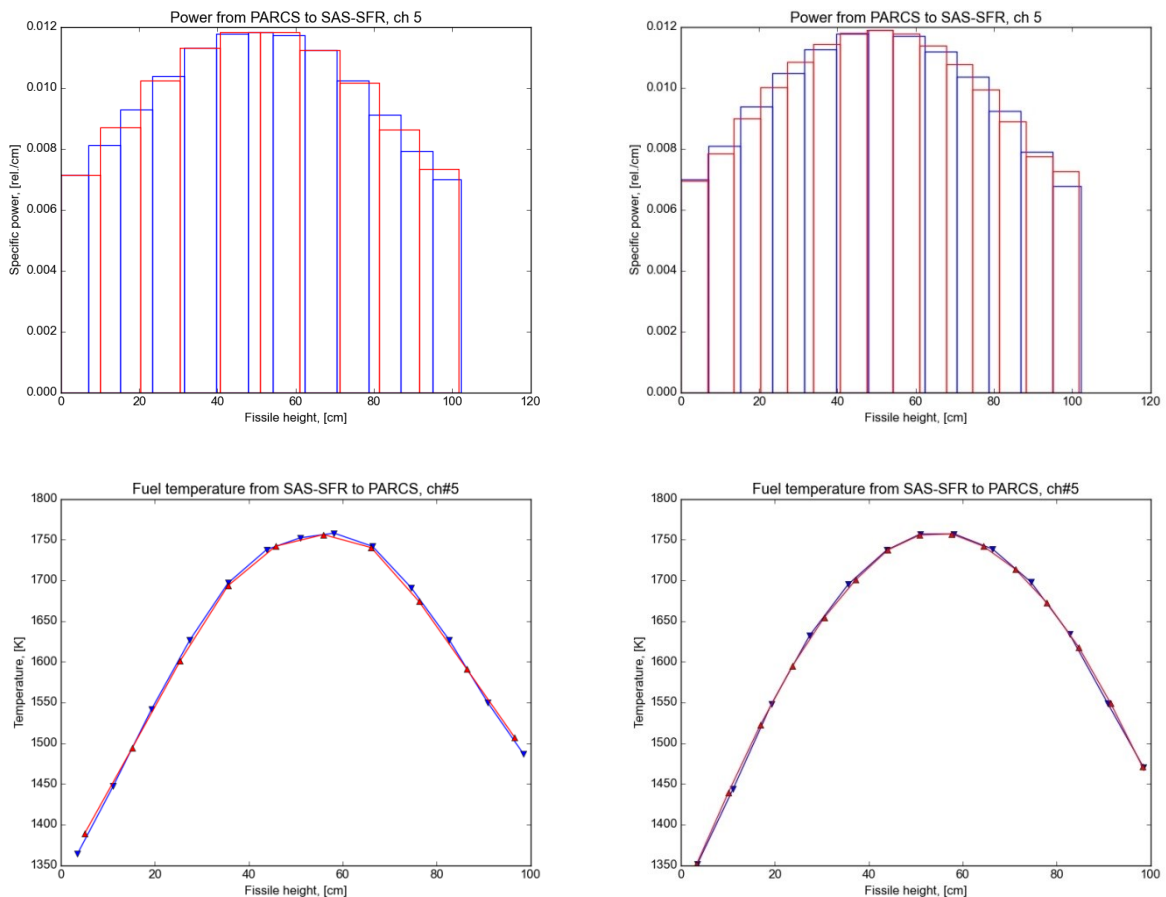 Power from PARCS to SAS-SFR, ch 5
Specific power, [rel./cm]
0.012
0.010
0.008
0.006
0.004
0.002
0.000
0 20 40 60 80 100 120
Fissile height, [cm]
Power from PARCS to SAS-SFR, ch 5
Specific power, [rel./cm]
0.012
0.010
0.008
0.006
0.004
0.002
0.000
0 20 40 60 80 100 120
Fissile height, [cm]
Fuel temperature from SAS-SFR to PARCS, ch#5
Temperature, [K]
1800
1750
1700
1650
1600
1550
1500
1450
1400
1350
0 20 40 60 80 100
Fissile height, [cm]
Fuel temperature from SAS-SFR to PARCS, ch#5
Temperature, [K]
1800
1750
1700
1650
1600
1550
1500
1450
1400
1350
0 20 40 60 80 100
Fissile height, [cm]